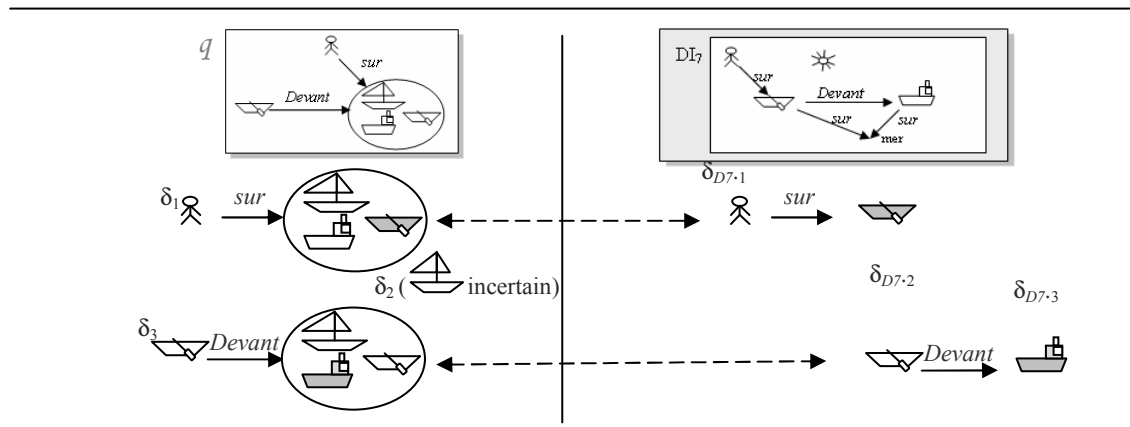 q
sur
Devant
DI₇
sur
Devant
sur
sur
mer
δ₁
sur
δD7·1
sur
δ₂ ( incertain)
δD7·2
δD7·3
δ₃
Devant
Devant